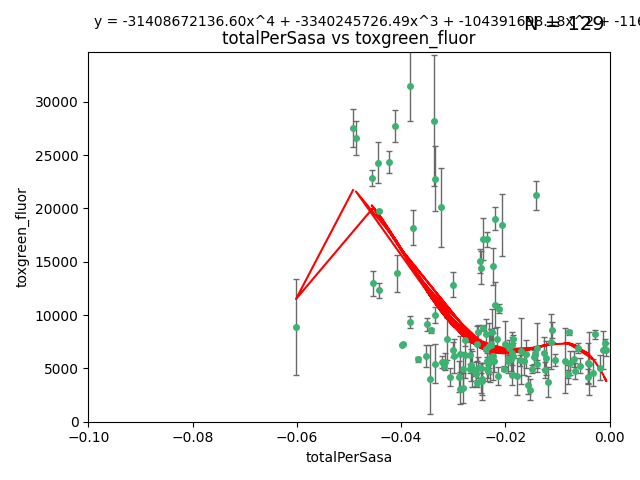 y = -31408672136.60x^4 + -3340245726.49x^3 +
N = 129
totalPerSasa vs toxgreen_fluor
toxgreen_fluor
30000
25000
20000
15000
10000
5000
0
−0.10
−0.08
−0.06
−0.04
−0.02
0.00
totalPerSasa